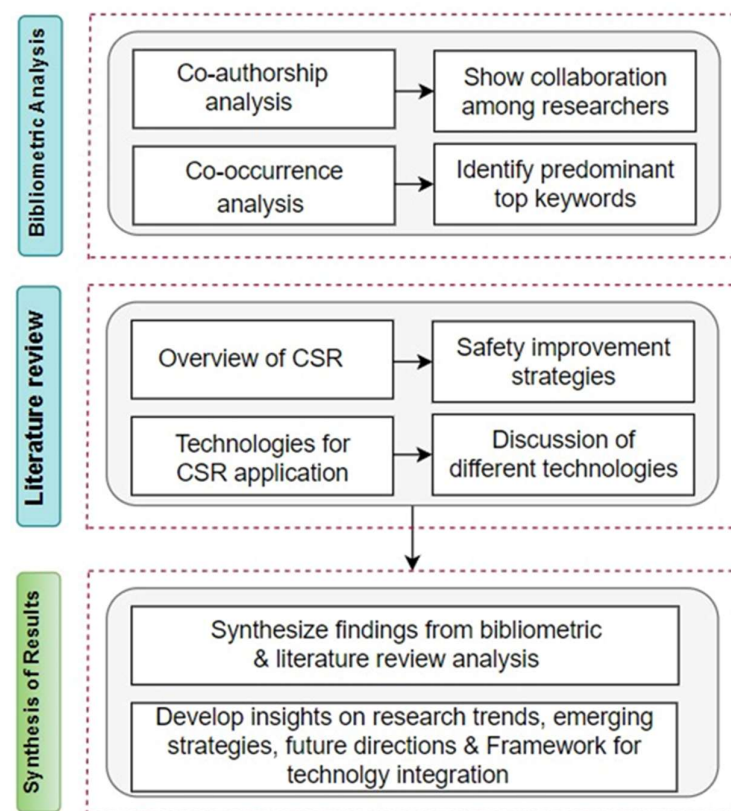 Bibliometric Analysis
Co-authorship
analysis
Show collaboration
among researchers
Co-occurrence
analysis
Identify predominant
top keywords
Literature review
Overview of CSR
Safety improvement
strategies
Technologies for
CSR application
Discussion of
different technologies
Synthesis of Results
Synthesize findings from bibliometric
& literature review analysis
Develop insights on research trends, emerging
strategies, future directions & Framework for
technolgy integration